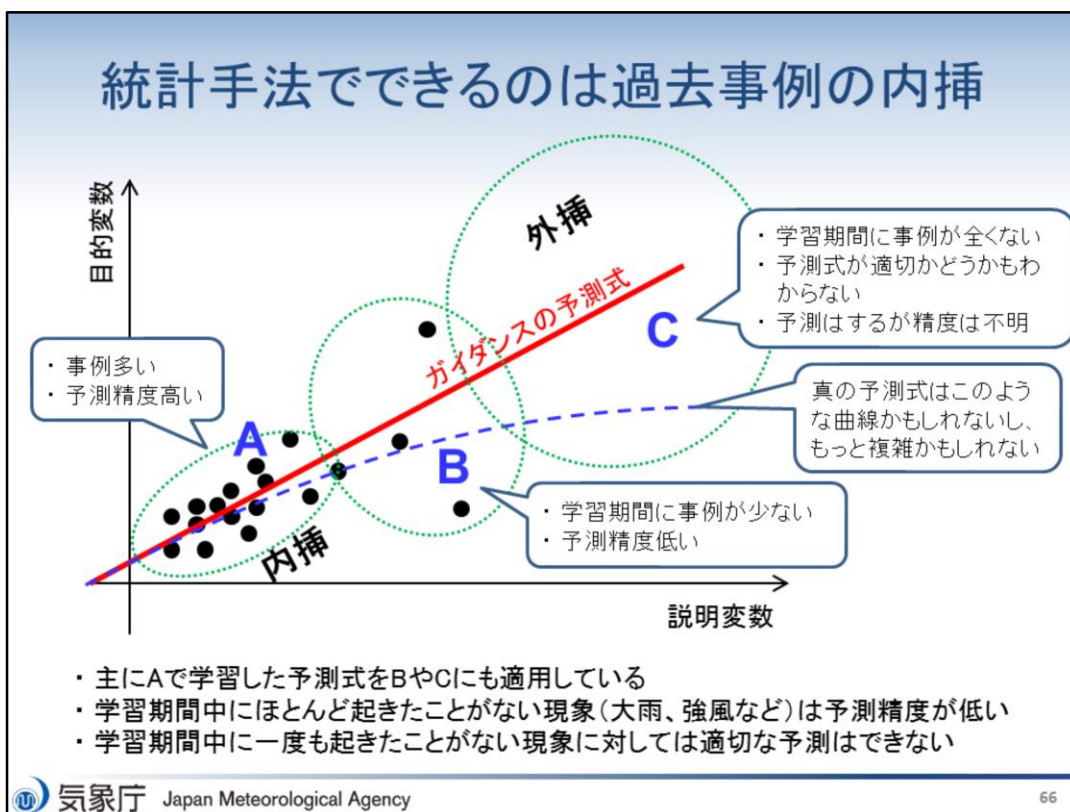 統計手法でできるのは過去事例の内挿
目的変数
外挿
・ 学習期間に事例が全くない
・ 予測式が適切かどうかもわ
からない
・ 予測はするが精度は不明
ガイダンスの予測式
C
・ 事例多い
・ 予測精度高い
真の予測式はこのよう
な曲線かもしれないし、
もっと複雑かもしれない
A
B
・ 学習期間に事例が少ない
・ 予測精度低い
内挿
説明変数
・ 主にAで学習した予測式をBやCにも適用している
・ 学習期間中にほとんど起きたことがない現象(大雨、強風など)は予測精度が低い
・ 学習期間中に一度も起きたことがない現象に対しては適切な予測はできない
気象庁 Japan Meteorological Agency
66